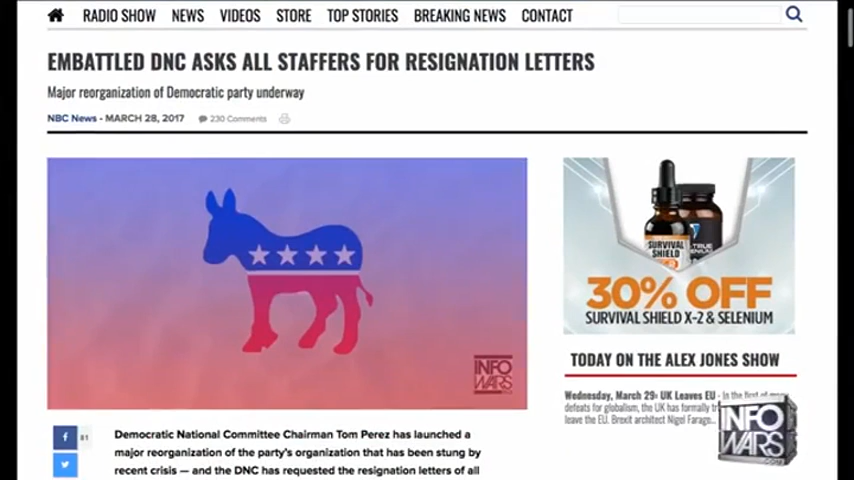 RADIO SHOW NEWS VIDEOS STORE TOP STORIES BREAKING NEWS CONTACT
EMBATTLED DNC ASKS ALL STAFFERS FOR RESIGNATION LETTERS
Major reorganization of Democratic party underway
NBC News - MARCH 28, 2017 230 Comments
INFO
WARS
81
Democratic National Committee Chairman Tom Perez has launched a
major reorganization of the party's organization that has been stung by
recent crisis — and the DNC has requested the resignation letters of all
SURVIVAL
SHIELD
30% OFF
SURVIVAL SHIELD X-2 & SELENIUM
TODAY ON THE ALEX JONES SHOW
Wednesday, March 29: UK Leaves EU - In the first of
defeats for globalism, the UK has formally
leave the EU. Brexit architect Nigel Farage...
INFO
WARS
.COM